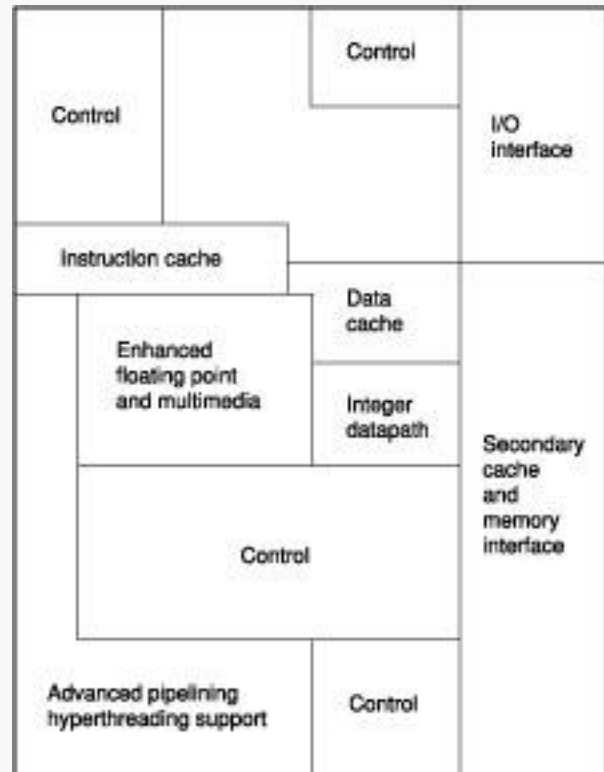 Control
Control
I/O
interface
Instruction cache
Data
cache
Enhanced
floating point
and multimedia
Integer
datapath
Secondary
cache
and
memory
interface
Control
Advanced pipelining
hyperthreading support
Control